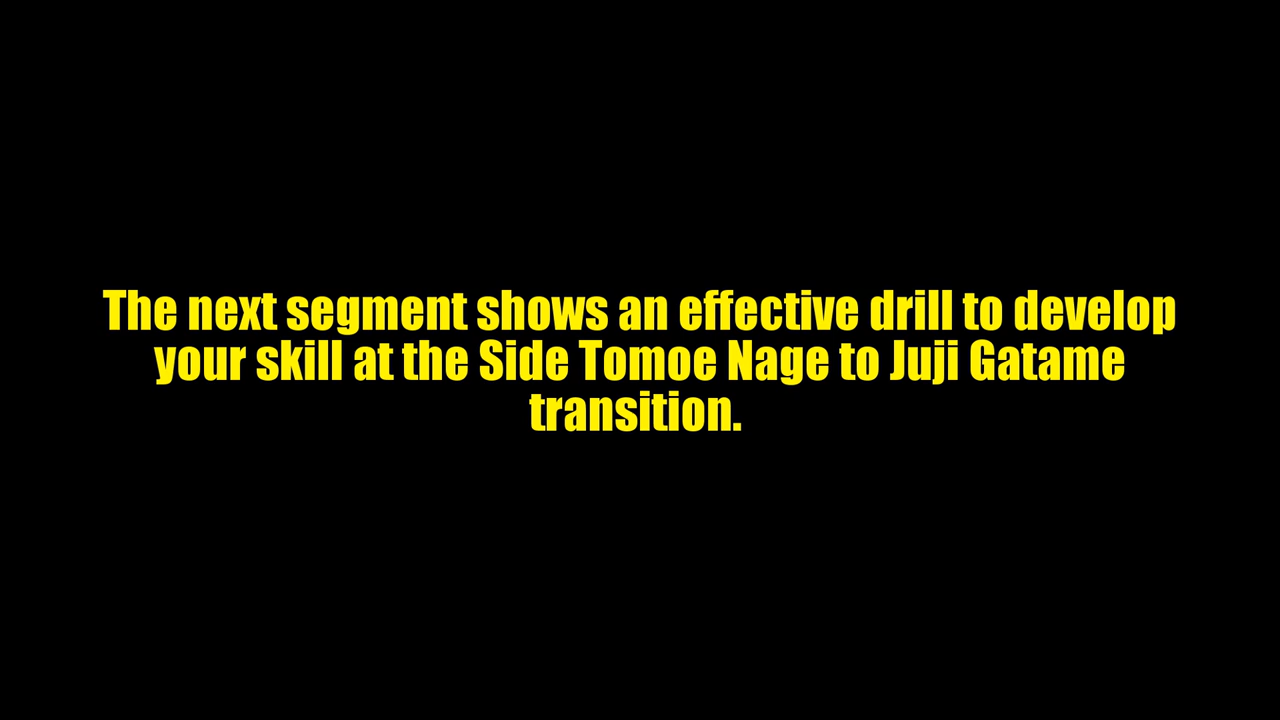 The next segment shows an effective drill to develop
your skill at the Side Tomoe Nage to Juji Gatame
transition.